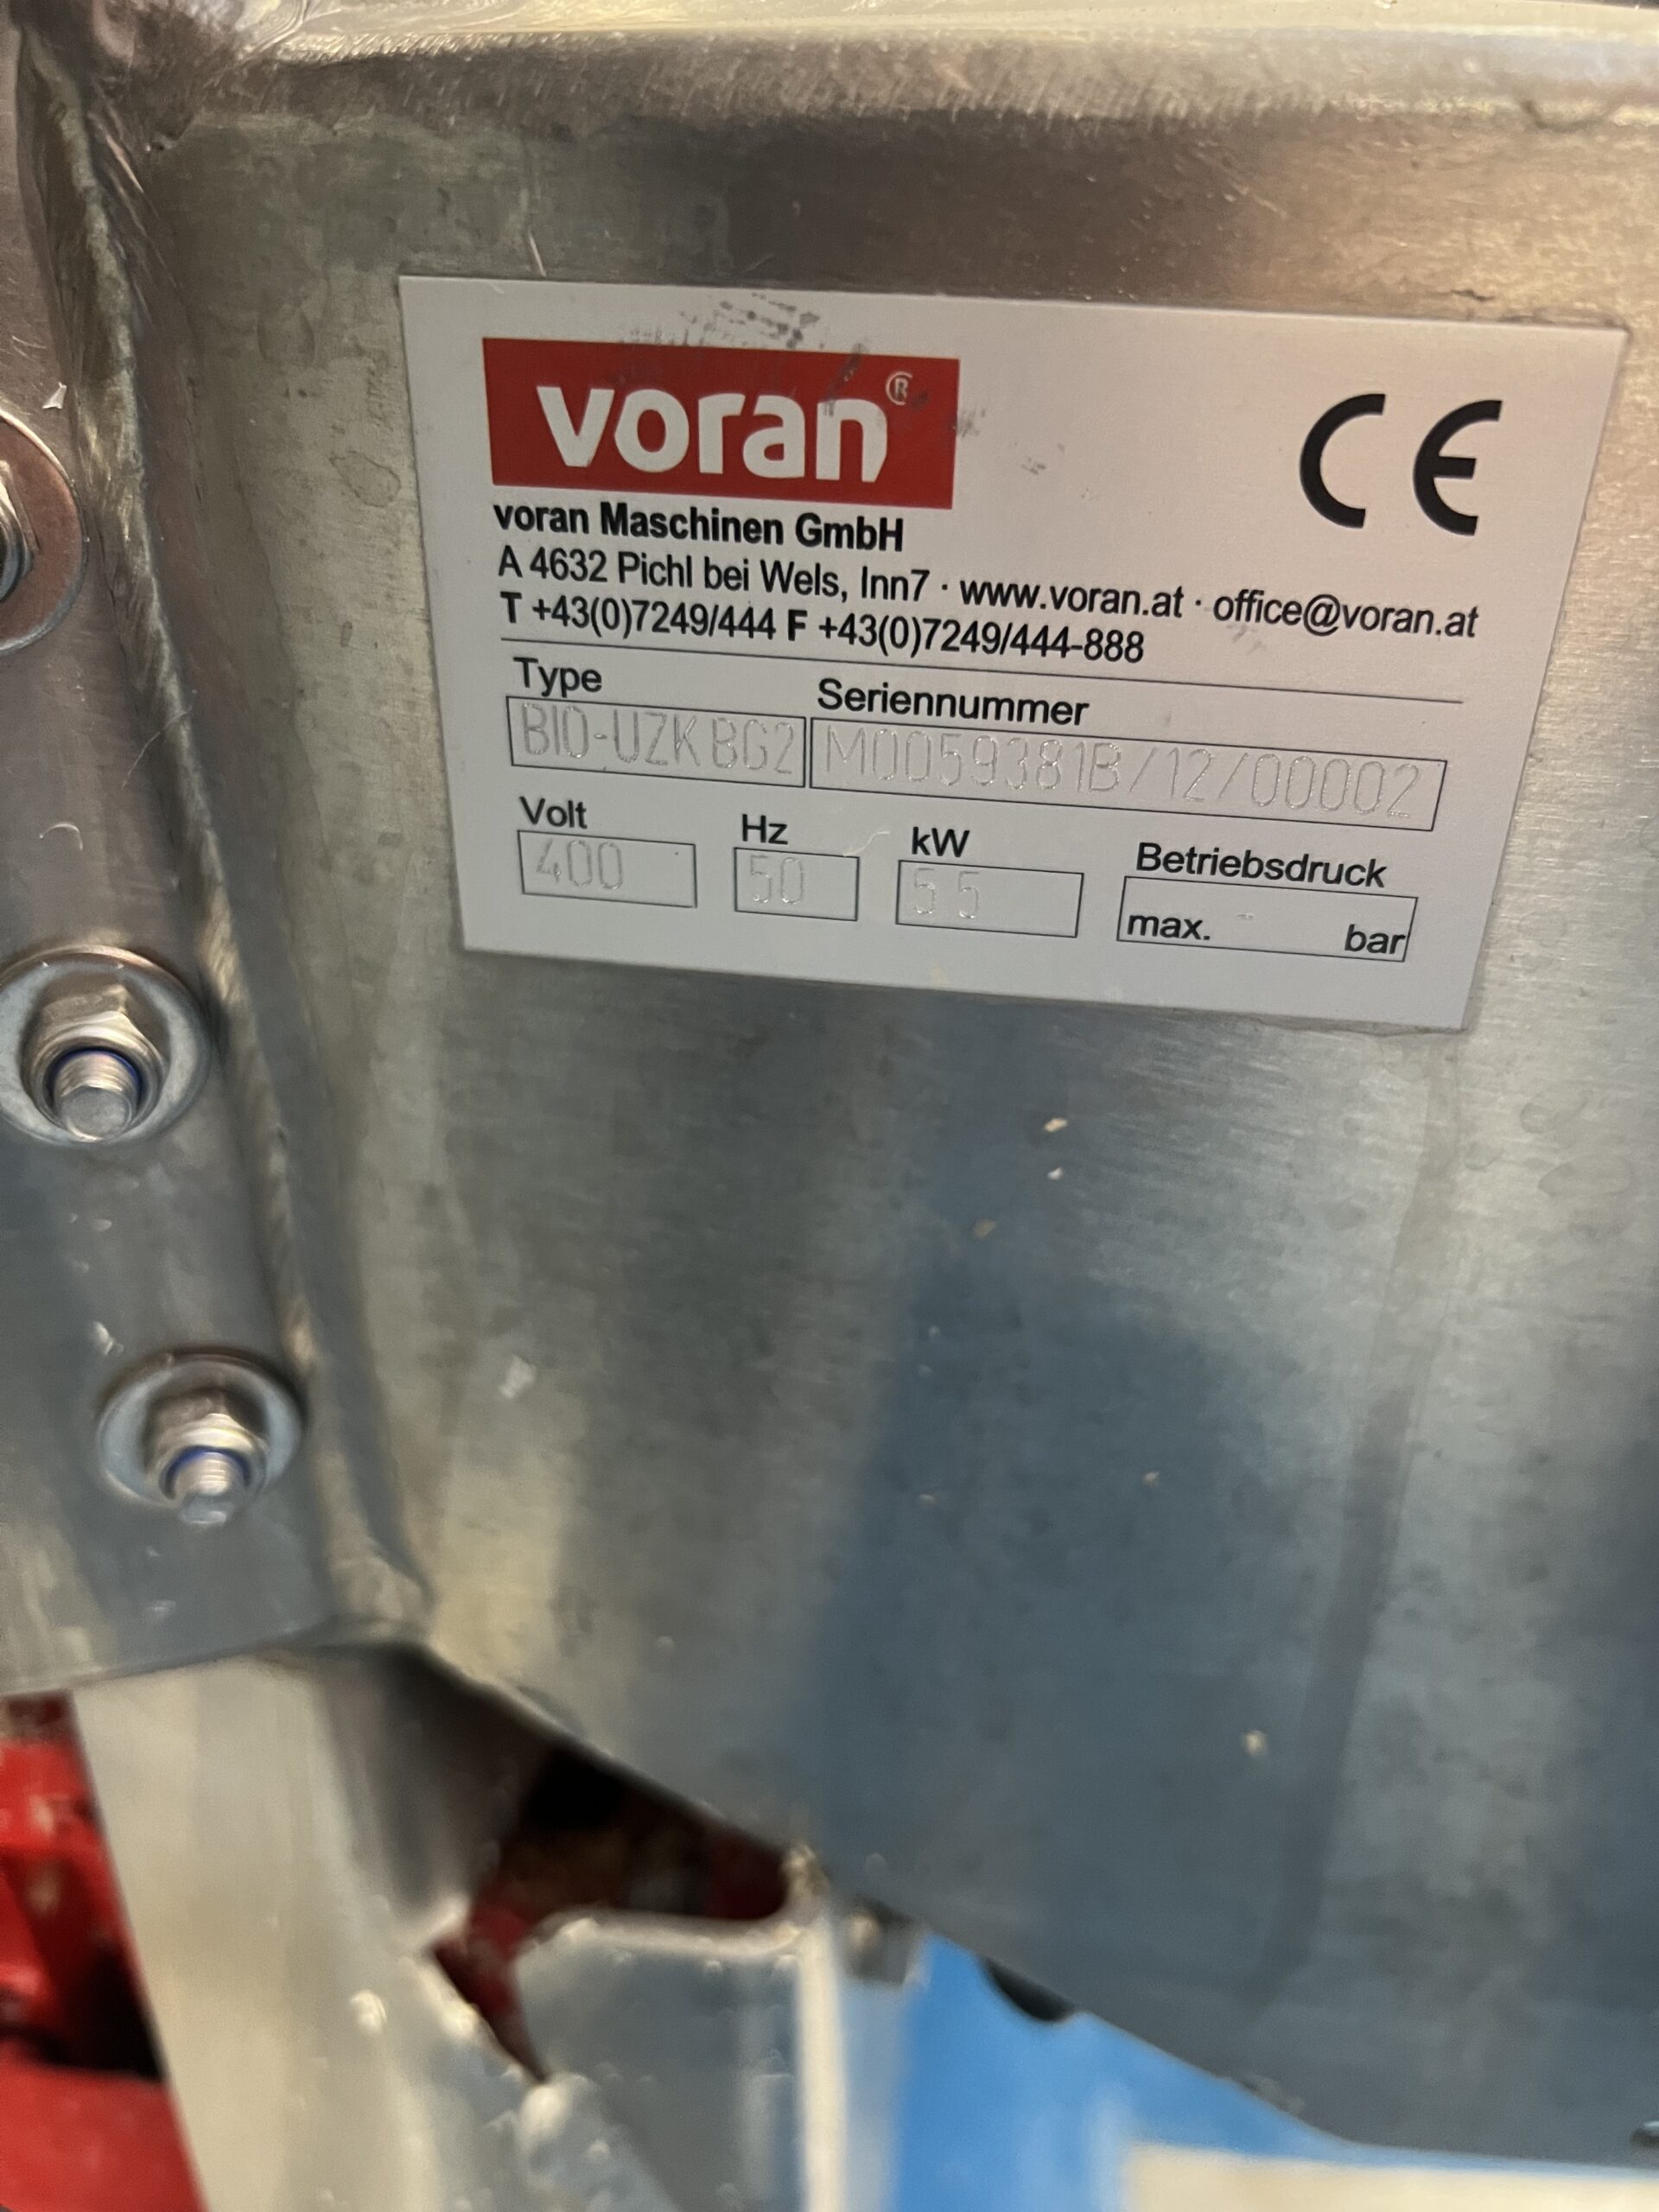 voran®
CE
voran Maschinen GmbH
A 4632 Pichl bei Wels, Inn7 · www.voran.at · office@voran.at
T +43(0)7249/444 F +43(0)7249/444-888
Type Seriennummer
BIO-UZK BG2 M0059381B/12/00002
Volt Hz kW Betriebsdruck
400 50 5 5 max. - bar